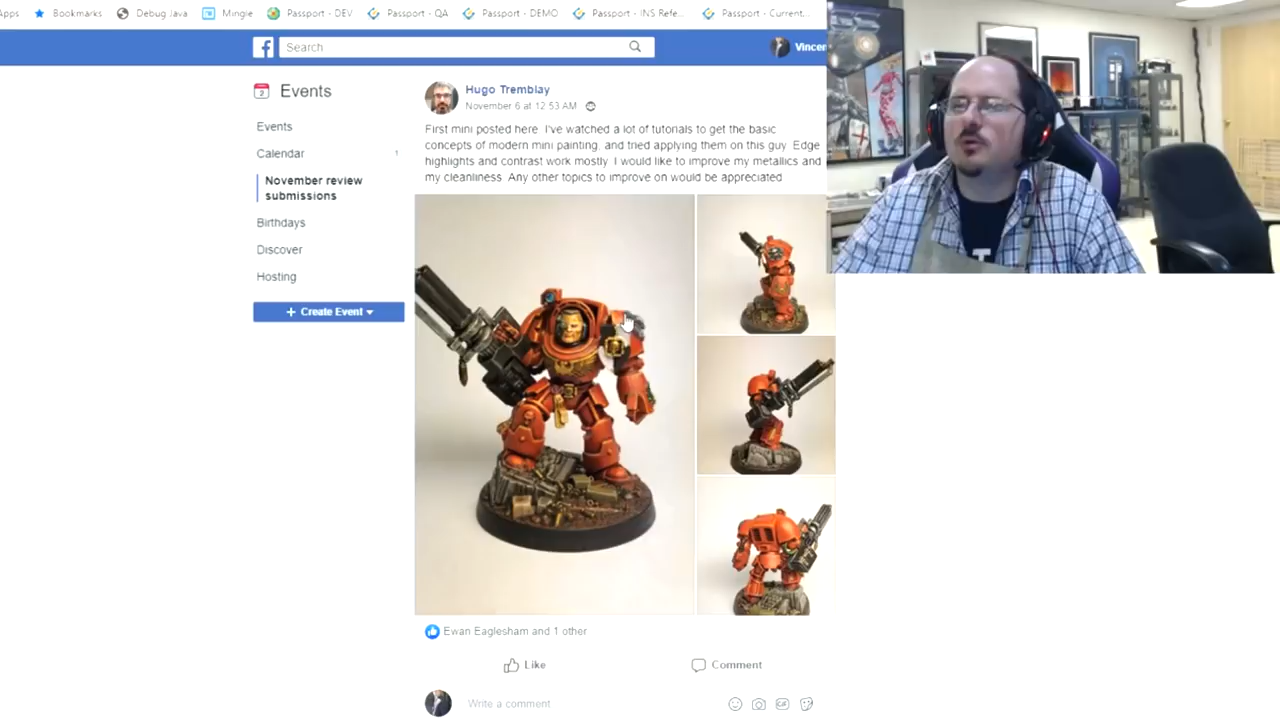 Apps Bookmarks Debug Java Mingle Passport - DEV Passport - QA Passport - DEMO Passport - INS Refe... Passport - Current,...
Search
Vincen
2 Events
Events
Calendar 1
November review
submissions
Birthdays
Discover
Hosting
+ Create Event
Hugo Tremblay
November 6 at 12:53 AM
First mini posted here. I've watched a lot of tutorials to get the basic
concepts of modern mini painting, and tried applying them on this guy. Edge
highlights and contrast work mostly. I would like to improve my metallics and
my cleanliness. Any other topics to improve on would be appreciated
Ewan Eaglesham and 1 other
Like Comment
Write a comment
GIF